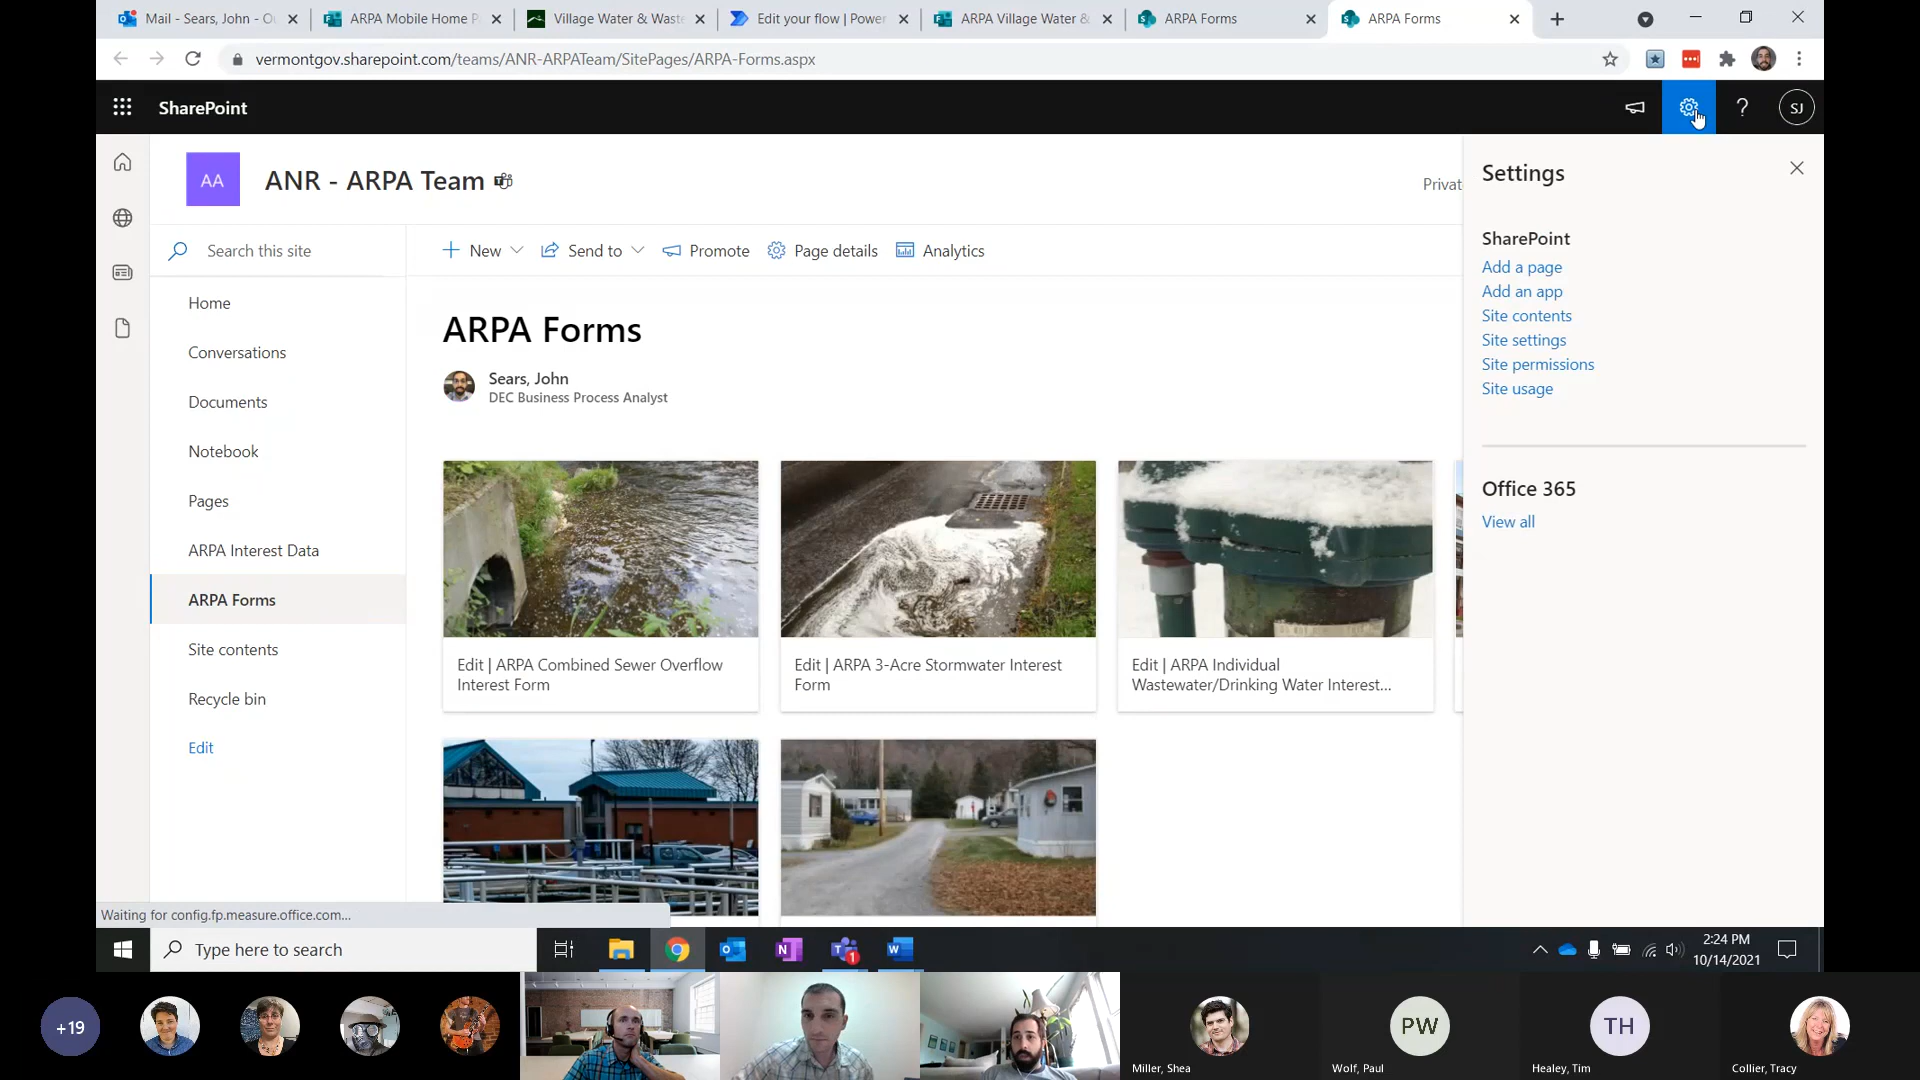 Mail - Sears, John - Ou
ARPA Mobile Home P
Village Water & Waste
Edit your flow | Power
ARPA Village Water &
ARPA Forms
ARPA Forms
vermontgov.sharepoint.com/teams/ANR-ARPATeam/SitePages/ARPA-Forms.aspx
SharePoint
SJ
AA
ANR - ARPA Team
Privat
Settings
Search this site
New
Send to
Promote
Page details
Analytics
SharePoint
Add a page
Add an app
Site contents
Site settings
Site permissions
Site usage
Office 365
View all
Home
Conversations
Documents
Notebook
Pages
ARPA Interest Data
ARPA Forms
Site contents
Recycle bin
Edit
ARPA Forms
Sears, John
DEC Business Process Analyst
Edit | ARPA Combined Sewer Overflow
Interest Form
Edit | ARPA 3-Acre Stormwater Interest
Form
Edit | ARPA Individual
Wastewater/Drinking Water Interest...
Waiting for config.fp.measure.office.com...
Type here to search
1
2:24 PM
10/14/2021
+19
Miller, Shea
PW
Wolf, Paul
TH
Healey, Tim
Collier, Tracy